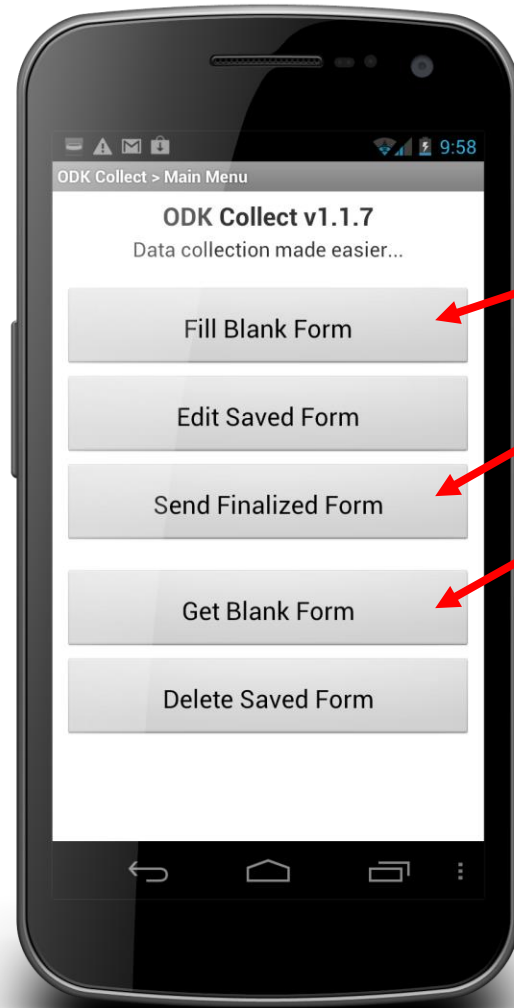 9:58
ODK Collect > Main Menu
ODK Collect v1.1.7
Data collection made easier...
Fill Blank Form
Edit Saved Form
Send Finalized Form
Get Blank Form
Delete Saved Form